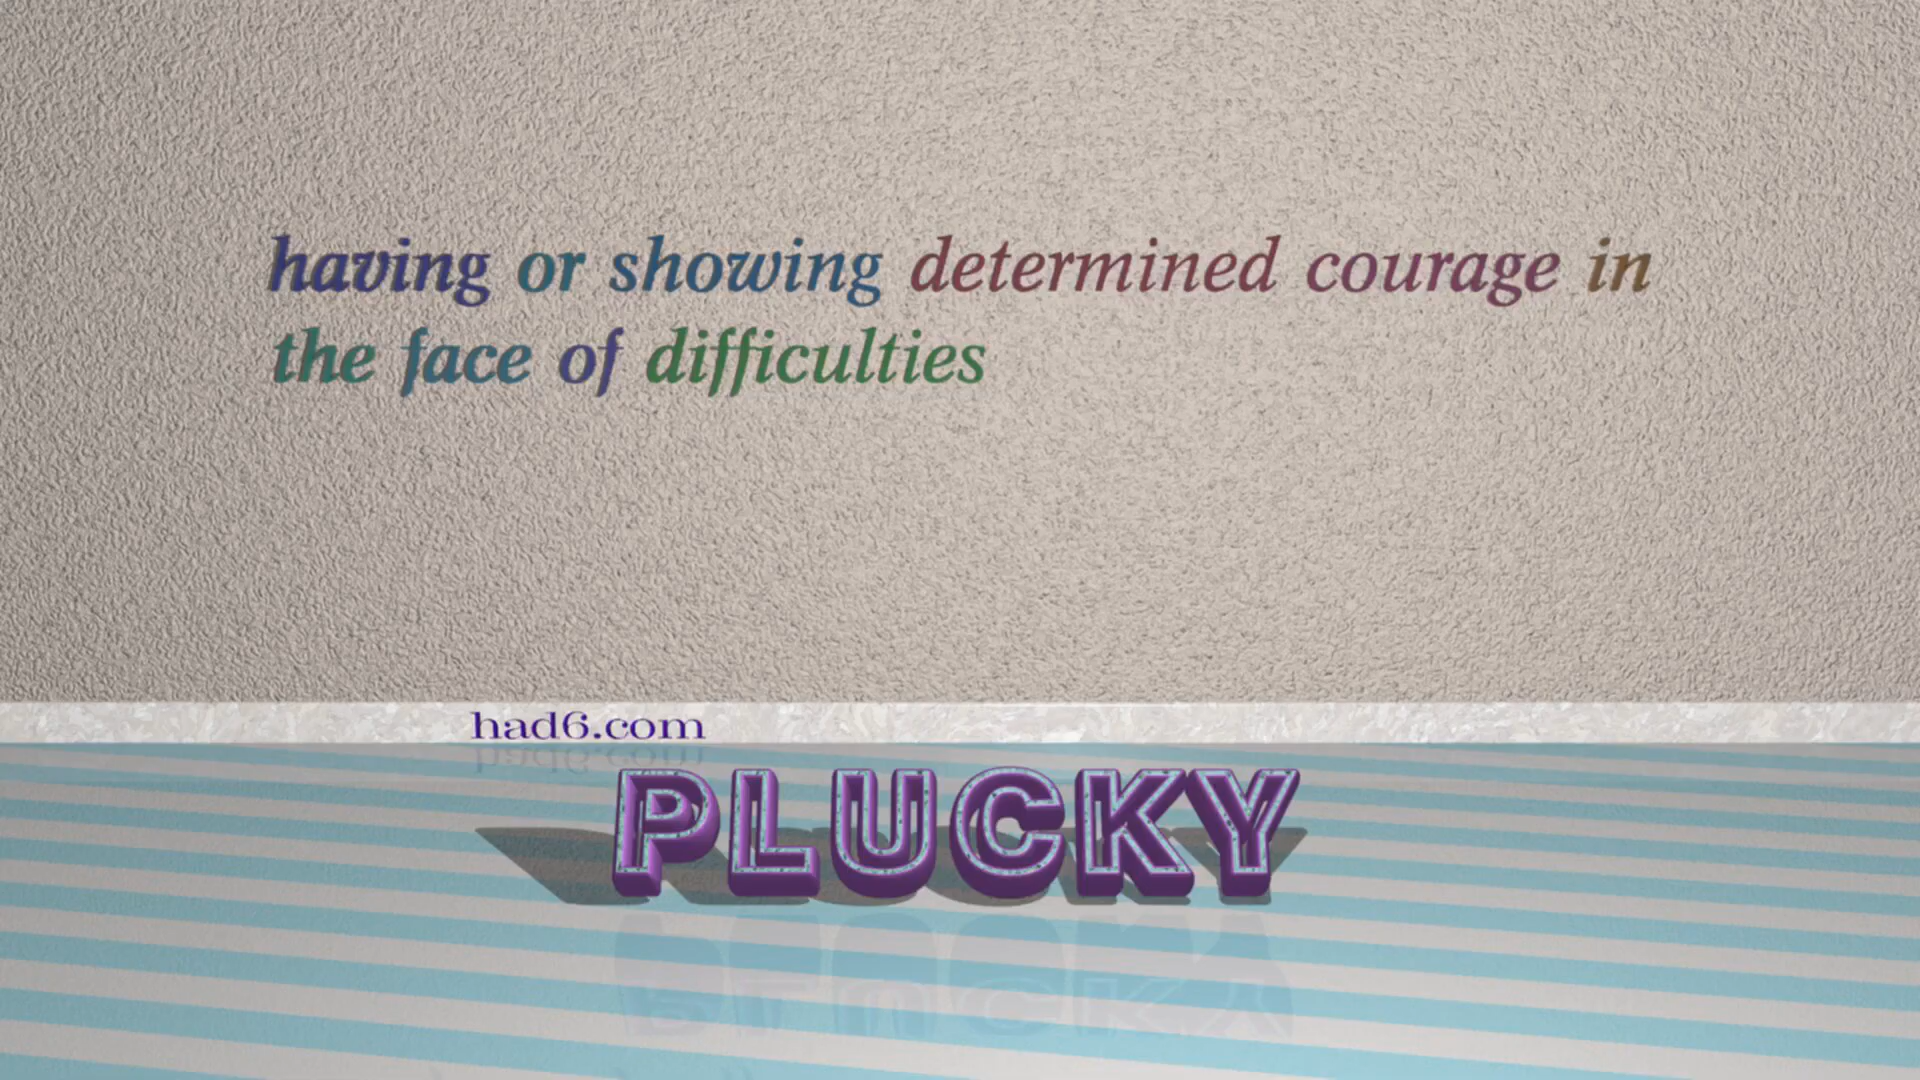 having or showing determined courage in
the face of difficulties
had6.com
PLUCKY